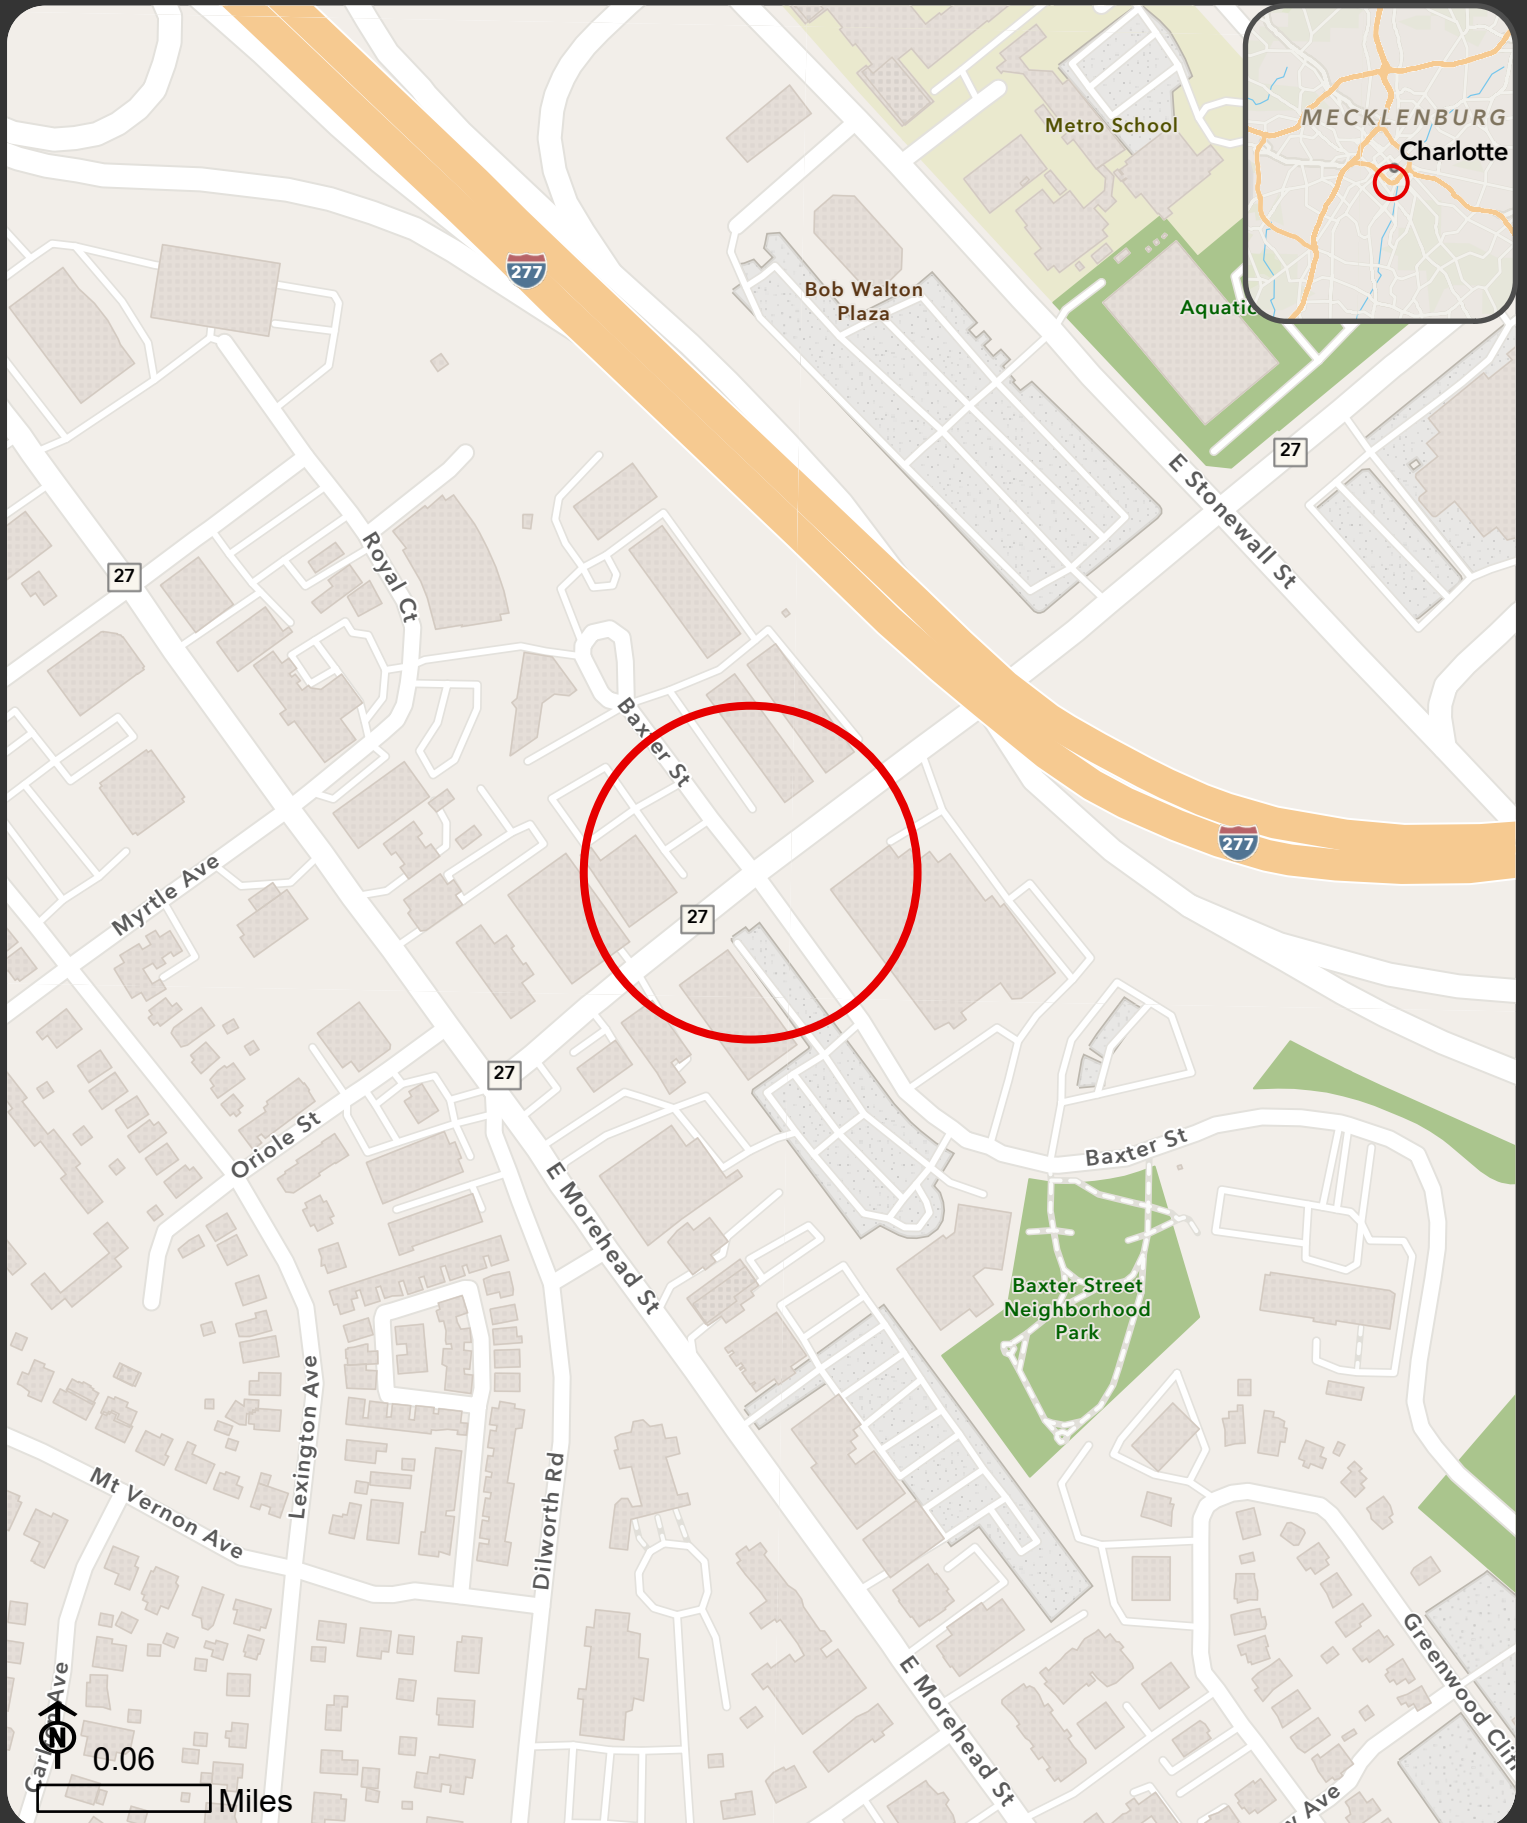 MECKLENBURG
Charlotte
Metro School
277
Bob Walton
Plaza
27
E Stonewall St
Royal Ct
27
Baxter St
277
27
Myrtle Ave
27
Oriole St
E Morehead St
Baxter St
Baxter Street
Neighborhood
Park
Lexington Ave
Mt Vernon Ave
Dilworth Rd
E Morehead St
Greenwood
Ave
Ave
N
0.06
Miles